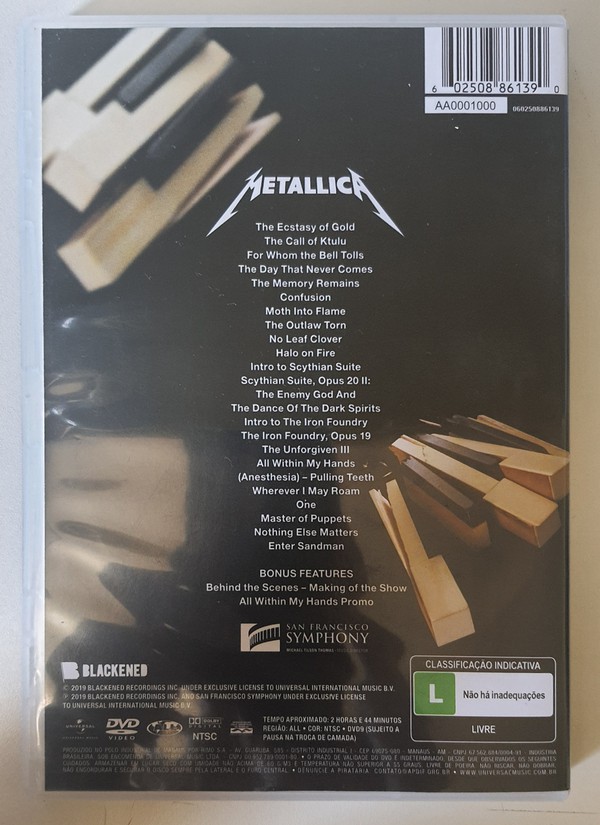 6 02508 86139 0
AA0001000 060250886139
METALLICA
The Ecstasy of Gold
The Call of Ktulu
For Whom the Bell Tolls
The Day That Never Comes
The Memory Remains
Confusion
Moth Into Flame
The Outlaw Torn
No Leaf Clover
Halo on Fire
Intro to Scythian Suite
Scythian Suite, Opus 20 II:
The Enemy God And
The Dance Of The Dark Spirits
Intro to The Iron Foundry
The Iron Foundry, Opus 19
The Unforgiven III
All Within My Hands
(Anesthesia) – Pulling Teeth
Wherever I May Roam
One
Master of Puppets
Nothing Else Matters
Enter Sandman
BONUS FEATURES
Behind the Scenes – Making of the Show
All Within My Hands Promo
SAN FRANCISCO
SYMPHONY
MICHAEL TILSON THOMAS
BLACKENED
© 2019 BLACKENED RECORDINGS INC. UNDER EXCLUSIVE LICENSE TO UNIVERSAL INTERNATIONAL MUSIC B.V.
℗ 2019 BLACKENED RECORDINGS INC. AND SAN FRANCISCO SYMPHONY UNDER EXCLUSIVE LICENSE
TO UNIVERSAL INTERNATIONAL MUSIC B.V.
CLASSIFICAÇÃO INDICATIVA
L Não há inadequações
LIVRE
UNIVERSAL
DVD
VIDEO
DOLBY
DIGITAL
NTSC
TEMPO APROXIMADO: 2 HORAS E 44 MINUTOS
REGIÃO: ALL • COR: NTSC • DVD9 (SUJEITO A
PAUSA NA TROCA DE CAMADA)